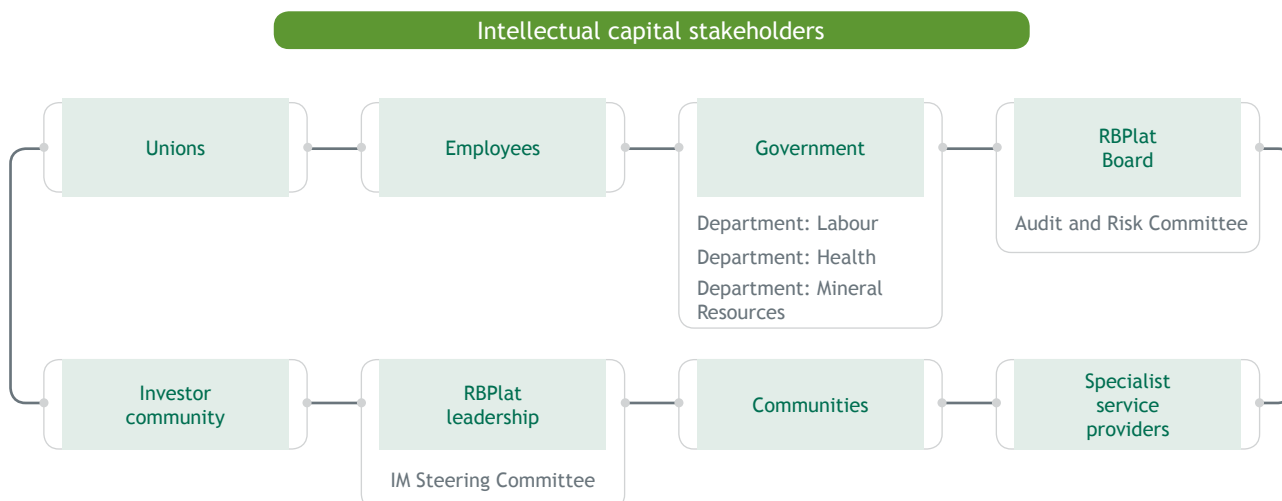 Intellectual capital stakeholders
Unions
Employees
Government
Department: Labour
Department: Health
Department: Mineral
Resources
RBPlat
Board
Audit and Risk Committee
Investor
community
RBPlat
leadership
IM Steering Committee
Communities
Specialist
service
providers